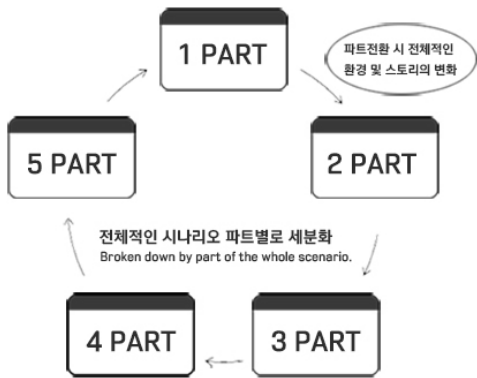 1 PART
파트전환 시 전체적인
환경 및 스토리의 변화
5 PART
2 PART
전체적인 시나리오 파트별로 세분화
Broken down by part of the whole scenario.
4 PART
3 PART